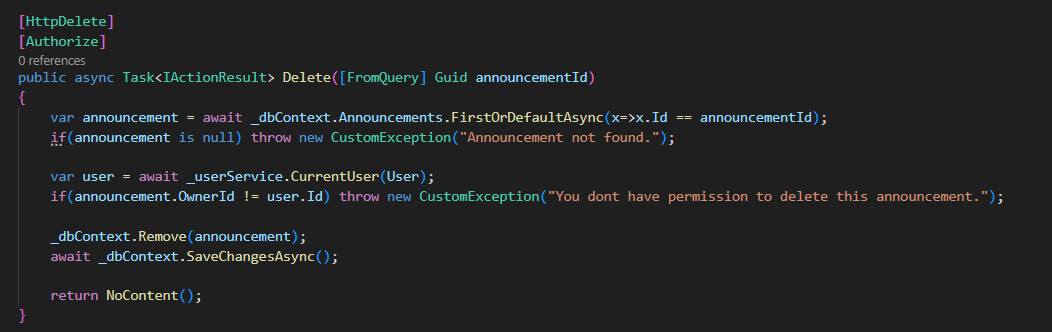 [HttpDelete]
[Authorize]
0 references
public async Task<IActionResult> Delete([FromQuery] Guid announcementId)
{
var announcement = await _dbContext.Announcements.FirstOrDefaultAsync(x=>x.Id == announcementId);
if(announcement is null) throw new CustomException("Announcement not found.");
var user = await _userService.CurrentUser(User);
if(announcement.OwnerId != user.Id) throw new CustomException("You dont have permission to delete this announcement.");
_dbContext.Remove(announcement);
await _dbContext.SaveChangesAsync();
return NoContent();
}